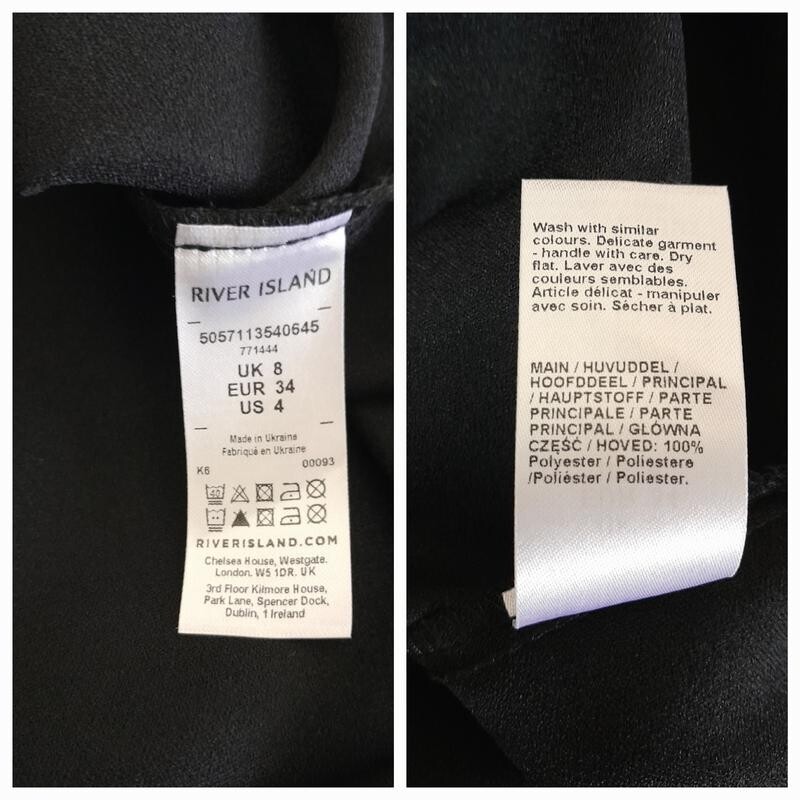 RIVER ISLAND
5057113540645
771444
UK 8
EUR 34
US 4
Made in Ukraine
Fabriqué en Ukraine
K6 00093
40
RIVERISLAND.COM
Chelsea House, Westgate.
London. W5 1DR. UK
3rd Floor Kilmore House,
Park Lane, Spencer Dock,
Dublin, 1 Ireland
Wash with similar
colours. Delicate garment
- handle with care. Dry
flat. Laver avec des
couleurs semblables.
Article délicat - manipuler
avec soin. Sécher à plat.
MAIN / HUVUDDEL /
HOOFDDEEL / PRINCIPAL
/ HAUPTSTOFF / PARTE
PRINCIPALE / PARTE
PRINCIPAL / GŁÓWNA
CZĘŚĆ / HOVED: 100%
Polyester / Poliestere
/Poliéster / Poliester.